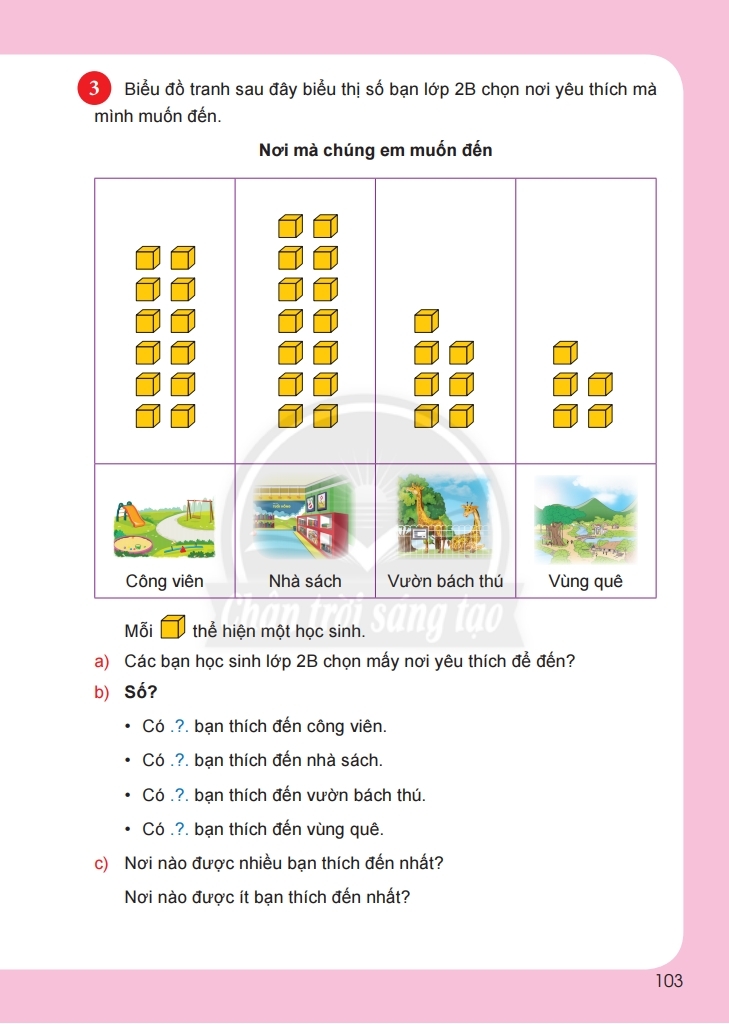 3 Biểu đồ tranh sau đây biểu thị số bạn lớp 2B chọn nơi yêu thích mà
mình muốn đến.
Nơi mà chúng em muốn đến
Công viên Nhà sách Vườn bách thú Vùng quê
Chân trời sáng tạo
Mỗi thể hiện một học sinh.
a) Các bạn học sinh lớp 2B chọn mấy nơi yêu thích để đến?
b) Số?
• Có .?. bạn thích đến công viên.
• Có .?. bạn thích đến nhà sách.
• Có .?. bạn thích đến vườn bách thú.
• Có .?. bạn thích đến vùng quê.
c) Nơi nào được nhiều bạn thích đến nhất?
Nơi nào được ít bạn thích đến nhất?
103